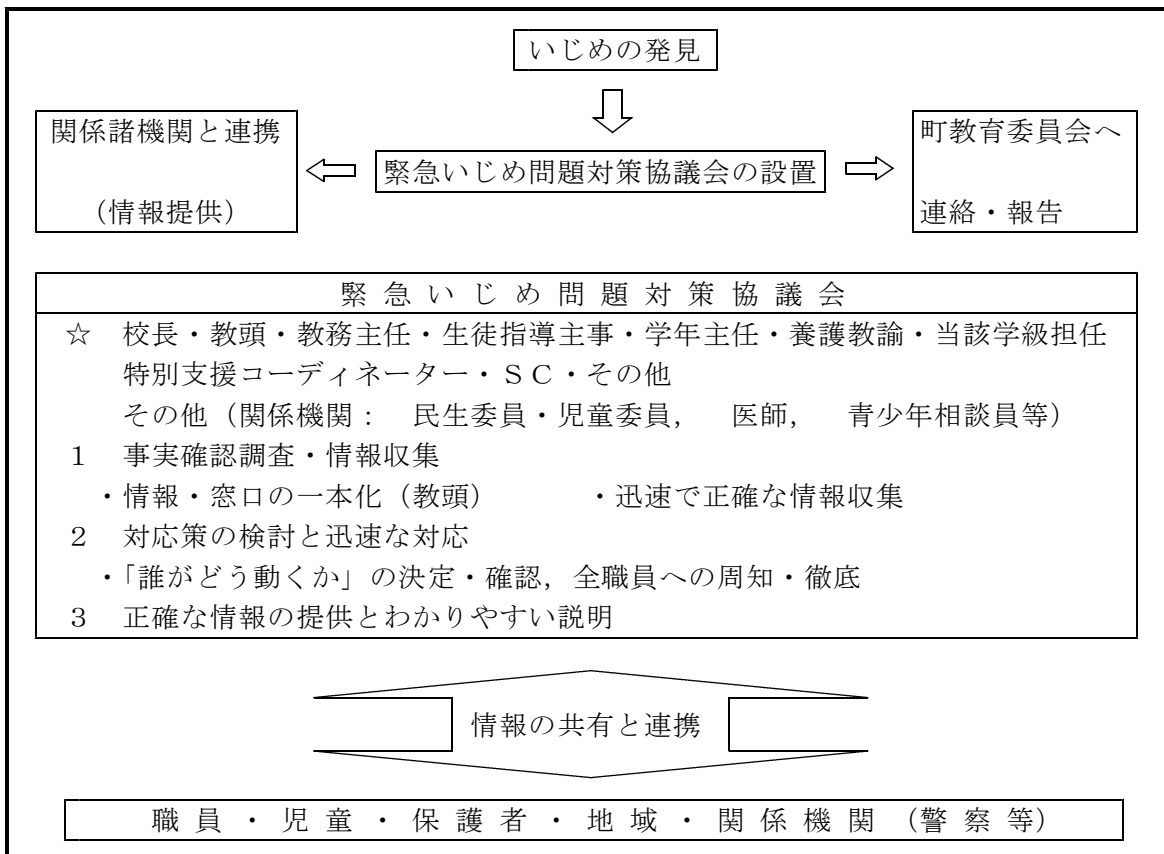 いじめの発見
関係諸機関と連携
(情報提供)
緊急いじめ問題対策協議会の設置
町教育委員会へ
連絡・報告
緊急いじめ問題対策協議会
☆ 校長・教頭・教務主任・生徒指導主事・学年主任・養護教諭・当該学級担任
特別支援コーディネーター・SC・その他
その他(関係機関: 民生委員・児童委員, 医師, 青少年相談員等)
1 事実確認調査・情報収集
・情報・窓口の一本化(教頭) ・迅速で正確な情報収集
2 対応策の検討と迅速な対応
・「誰がどう動くか」の決定・確認,全職員への周知・徹底
3 正確な情報の提供とわかりやすい説明
情報の共有と連携
職員・児童・保護者・地域・関係機関(警察等)